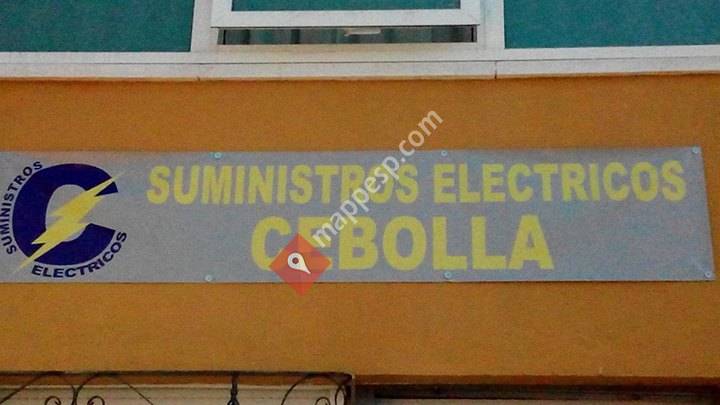 SUMINISTROS
C
ELECTRICOS
SUMINISTROS ELECTRICOS
CEBOLLA
mappesp.com